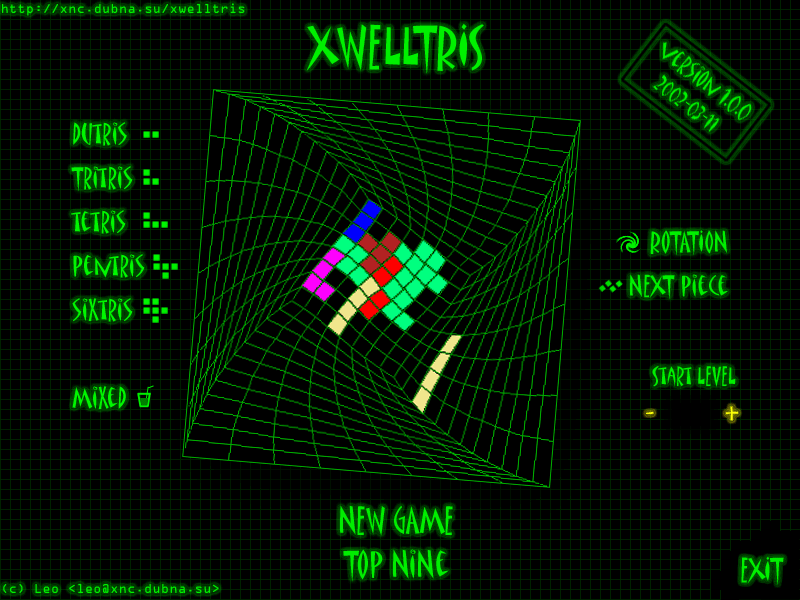 http://xnc.dubna.su/xwelltris
XWELLTRiS
VERSiON 1.0.0
2002-03-11
DUTRiS
TRiTRiS
TETRiS
PENTRiS
SiXTRiS
MiXED
ROTATiON
NEXT PiECE
START LEVEL
- +
NEW GAME
TOP NiNE
EXiT
(c) Leo <leo@xnc.dubna.su>